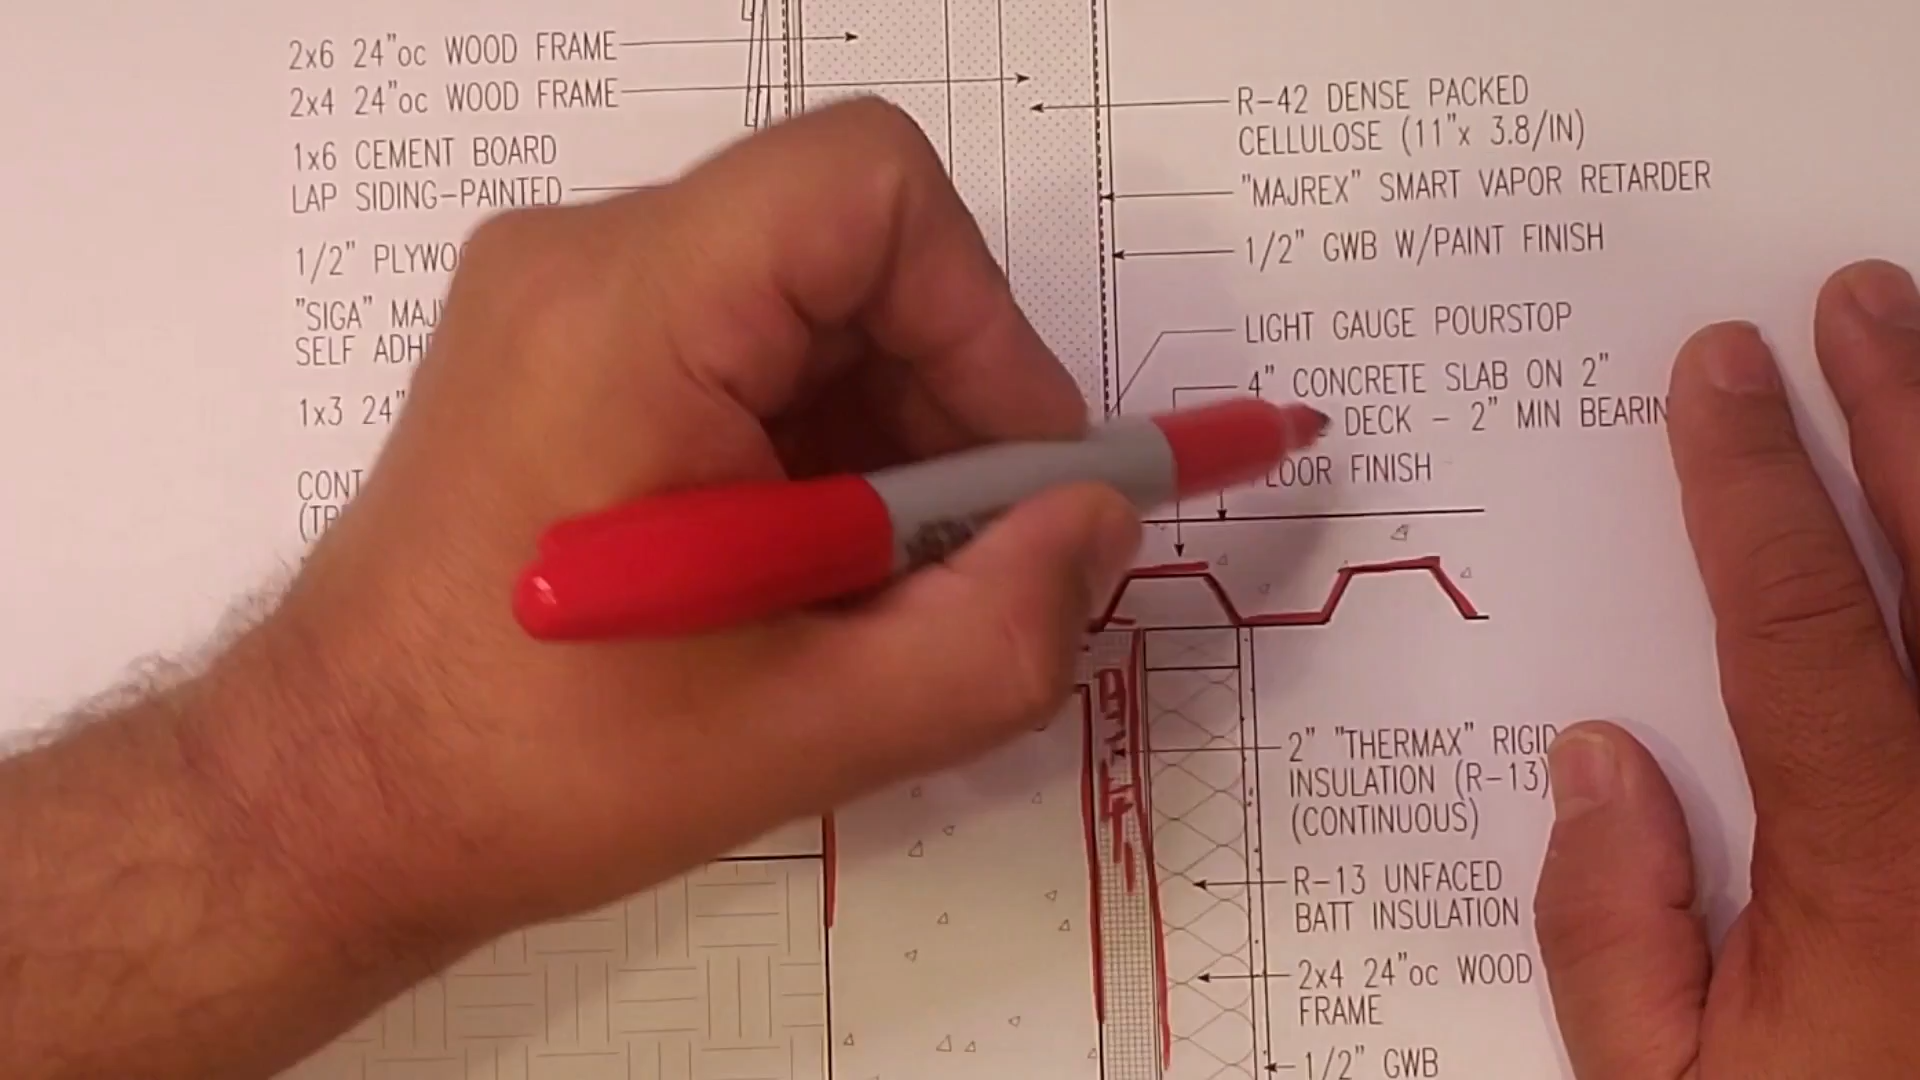 2x6 24"oc WOOD FRAME
2x4 24"oc WOOD FRAME
1x6 CEMENT BOARD
LAP SIDING-PAINTED
1/2" PLYWO
"SIGA" MAJV
SELF ADH
1x3 24"
CONT
R-42 DENSE PACKED
CELLULOSE (11"x 3.8/IN)
"MAJREX" SMART VAPOR RETARDER
1/2" GWB W/PAINT FINISH
LIGHT GAUGE POURSTOP
4" CONCRETE SLAB ON 2"
DECK - 2" MIN BEARIN
LOOR FINISH
2" "THERMAX" RIGID
INSULATION (R-13)
(CONTINUOUS)
R-13 UNFACED
BATT INSULATION
2x4 24"oc WOOD
FRAME
1/2" GWB